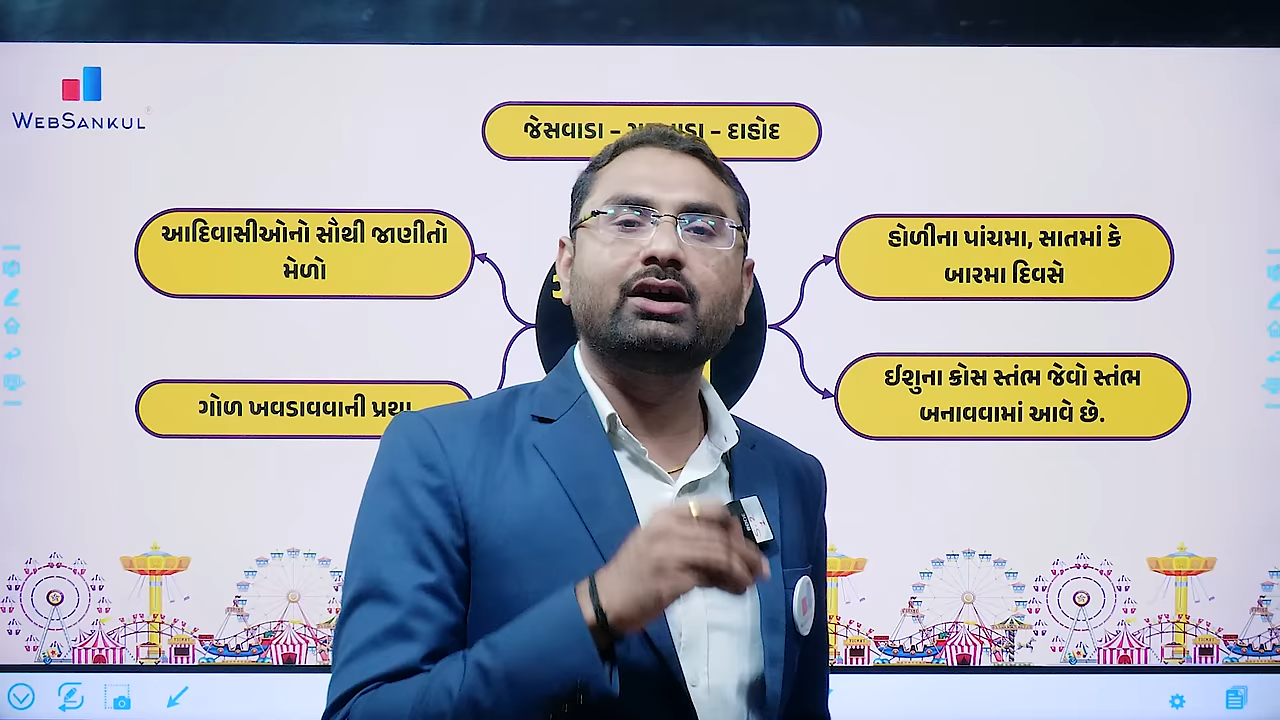 WEBSANKUL
જેસવાડા – – દાહોદ
આદિવાસીઓનો સૌથી જાણીતો
મેળો
હોળીના પાંચમા, સાતમાં કે
બારમા દિવસે
ગોળ ખવડાવવાની પ્રથા
ઈશુના ક્રોસ સ્તંભ જેવો સ્તંભ
બનાવવામાં આવે છે.